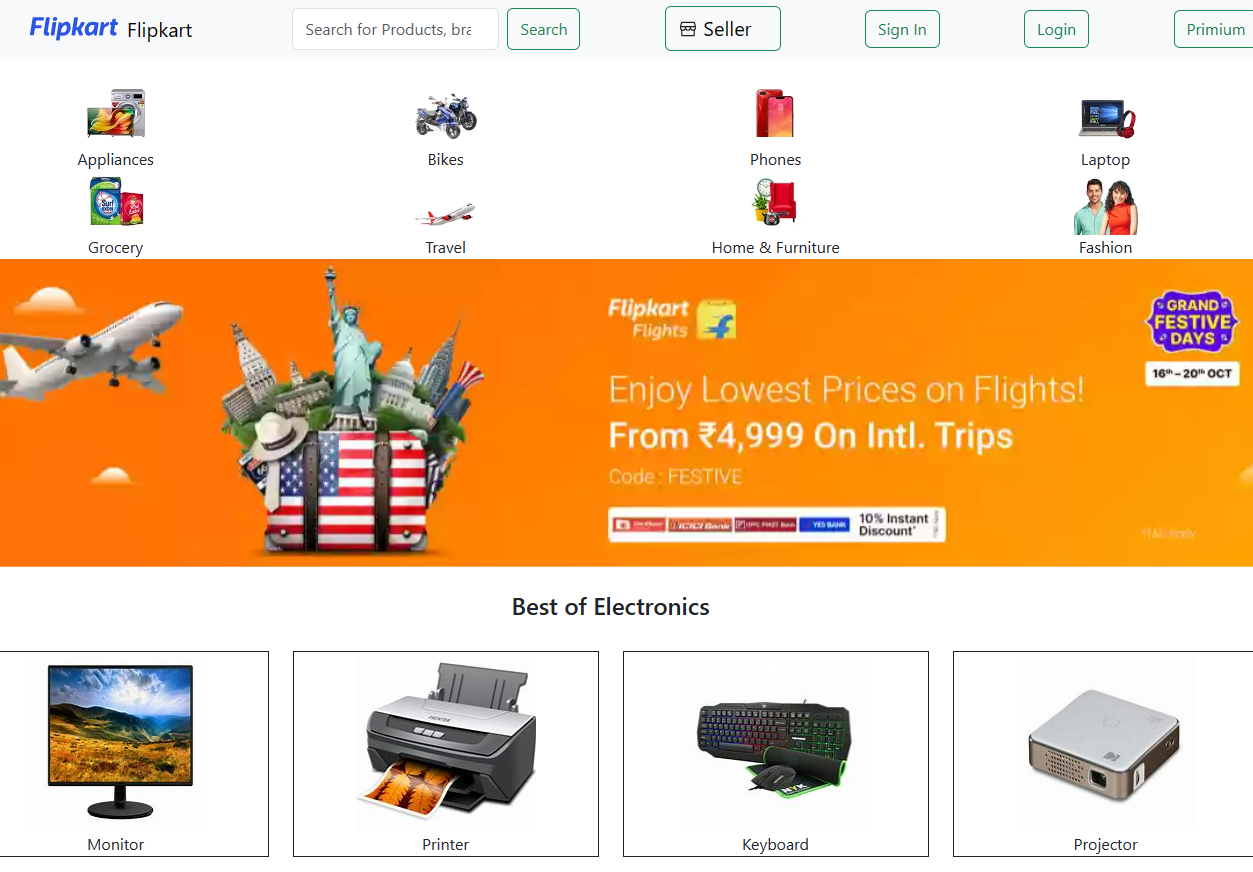 Flipkart Flipkart Search for Products, bra Search Seller Sign In Login Primium
Appliances Bikes Phones Laptop
Surf excel
Grocery Travel Home & Furniture Fashion
Flipkart
Flights
GRAND
FESTIVE
DAYS
16th – 20th OCT
Enjoy Lowest Prices on Flights!
From ₹4,999 On Intl. Trips
Code : FESTIVE
ICICI Bank IDFC FIRST Bank YES BANK 10% Instant
Discount*
Best of Electronics
PRINTER
Monitor Printer Keyboard Projector